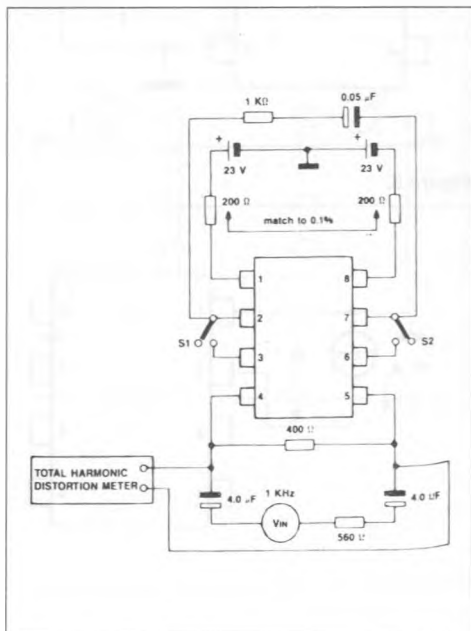 1 KΩ 0.05 µF
+ +
23 V 23 V
200 Ω 200 Ω
match to 0.1%
1 8
2 7
S1 S2
3 6
4 5
400 Ω
TOTAL HARMONIC
DISTORTION METER
4.0 µF 1 KHz 4.0 µF
VIN
560 Ω